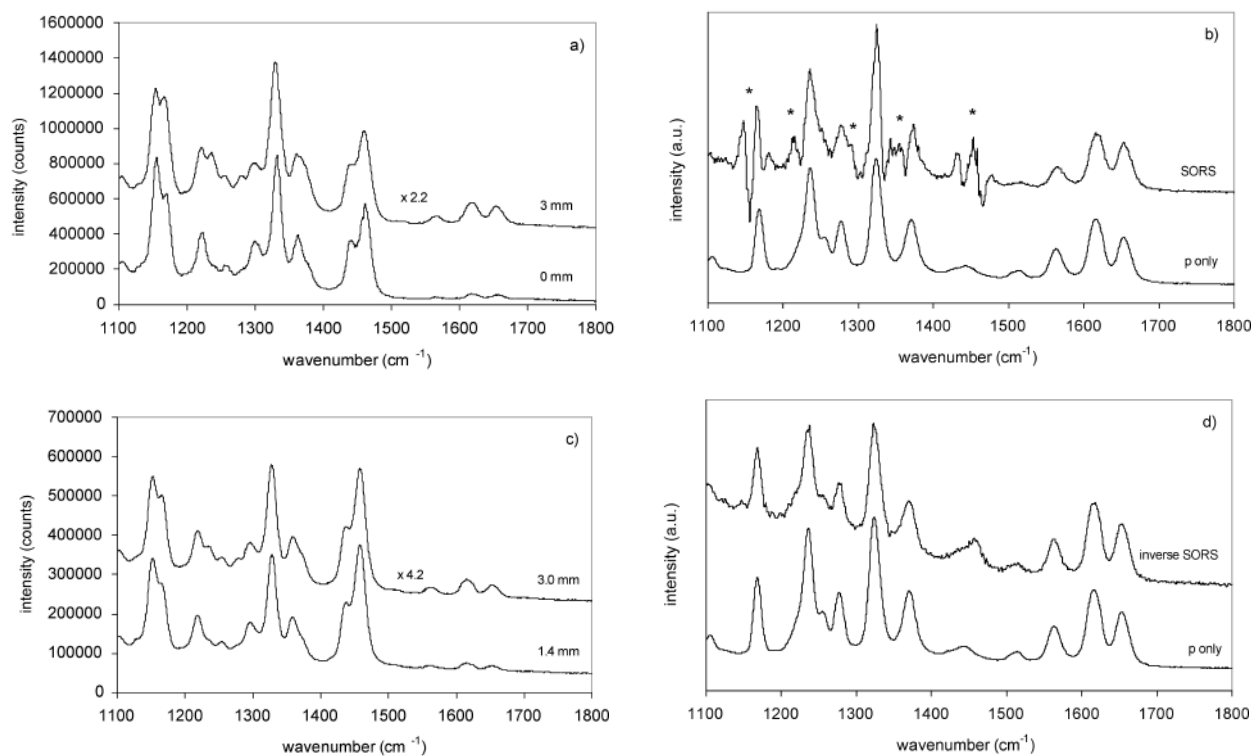 a)
1600000
1400000
1200000
1000000
800000
600000
400000
200000
0
intensity (counts)
x 2.2
3 mm
0 mm
1100 1200 1300 1400 1500 1600 1700 1800
wavenumber (cm -1)
b)
intensity (a.u.)
* * * * *
SORS
p only
1100 1200 1300 1400 1500 1600 1700 1800
wavenumber (cm -1)
c)
700000
600000
500000
400000
300000
200000
100000
0
intensity (counts)
x 4.2
3.0 mm
1.4 mm
1100 1200 1300 1400 1500 1600 1700 1800
wavenumber (cm-1)
d)
intensity (a.u.)
inverse SORS
p only
1100 1200 1300 1400 1500 1600 1700 1800
wavenumber (cm-1)